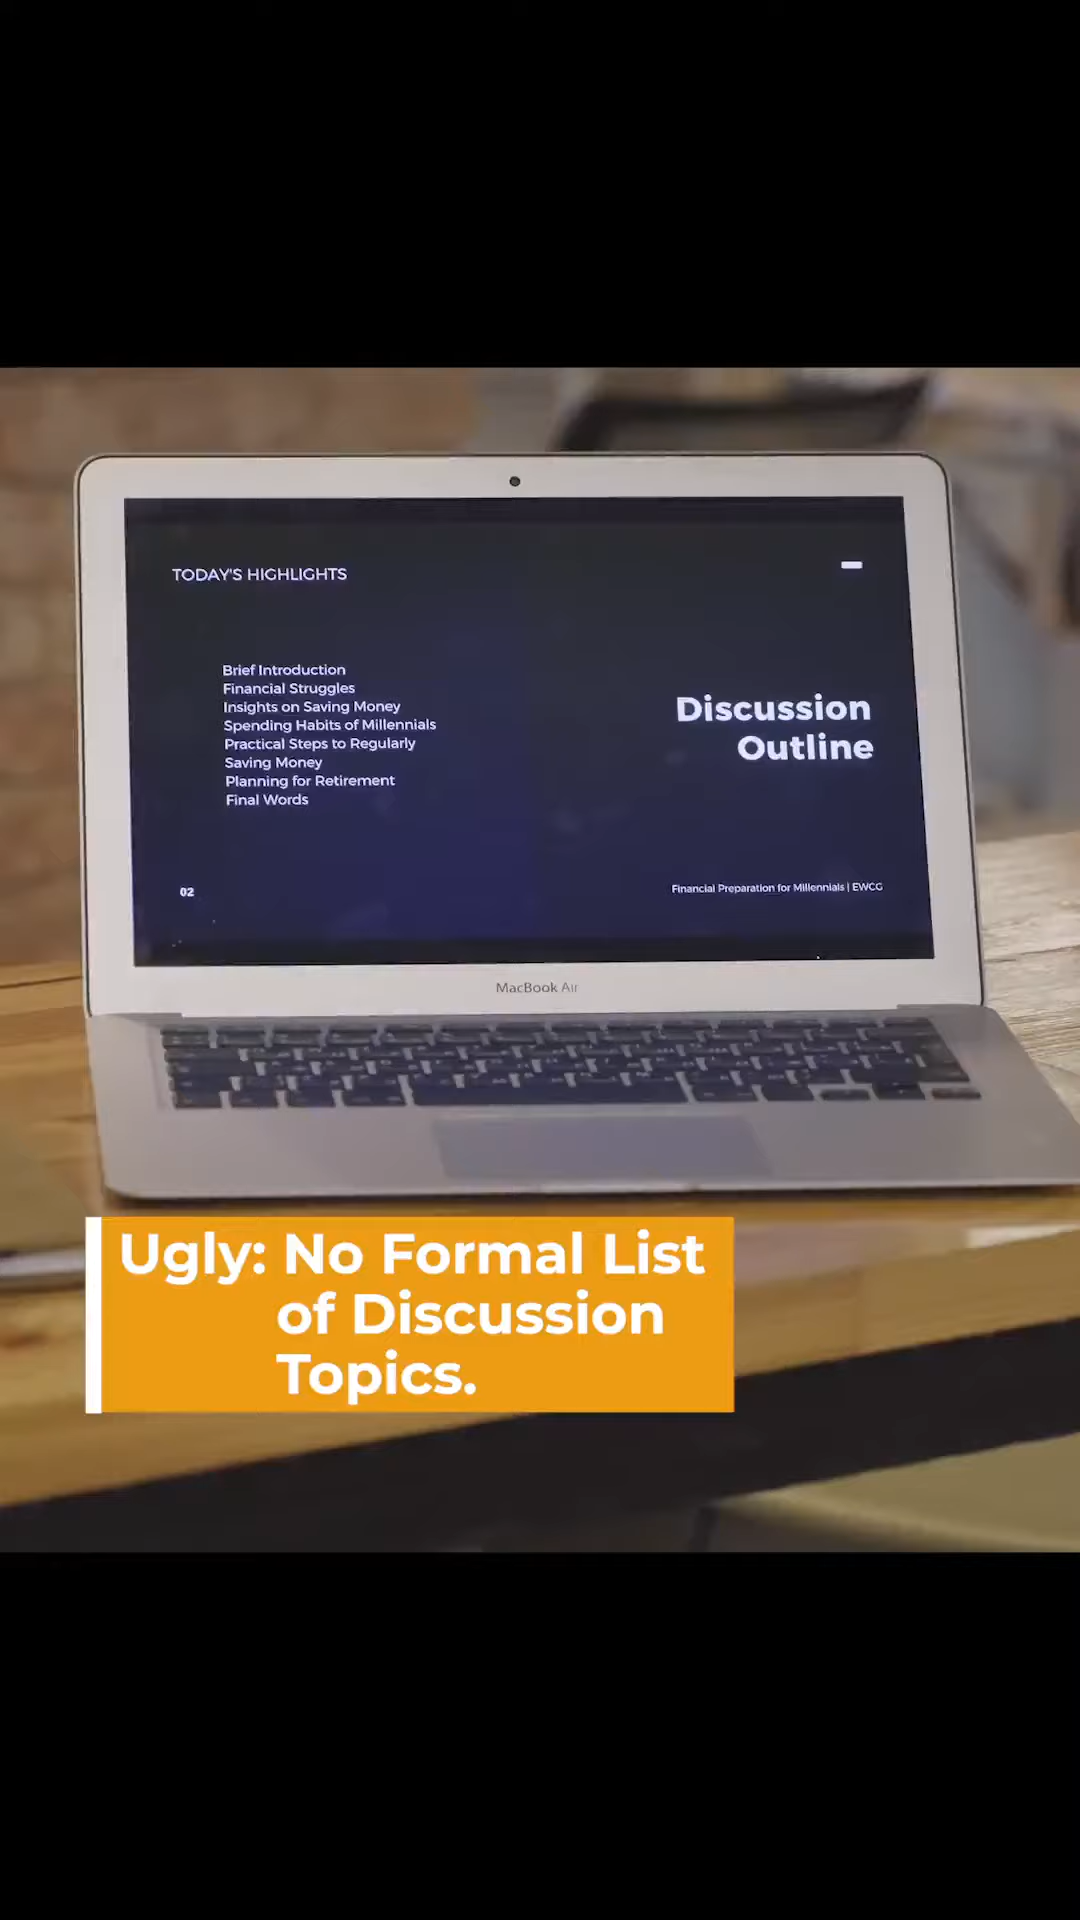 TODAY'S HIGHLIGHTS
Brief Introduction
Financial Struggles
Insights on Saving Money
Spending Habits of Millennials
Practical Steps to Regularly
Saving Money
Planning for Retirement
Final Words
Discussion
Outline
02
Financial Preparation for Millennials | EWCG
MacBook Air
Ugly: No Formal List
of Discussion
Topics.